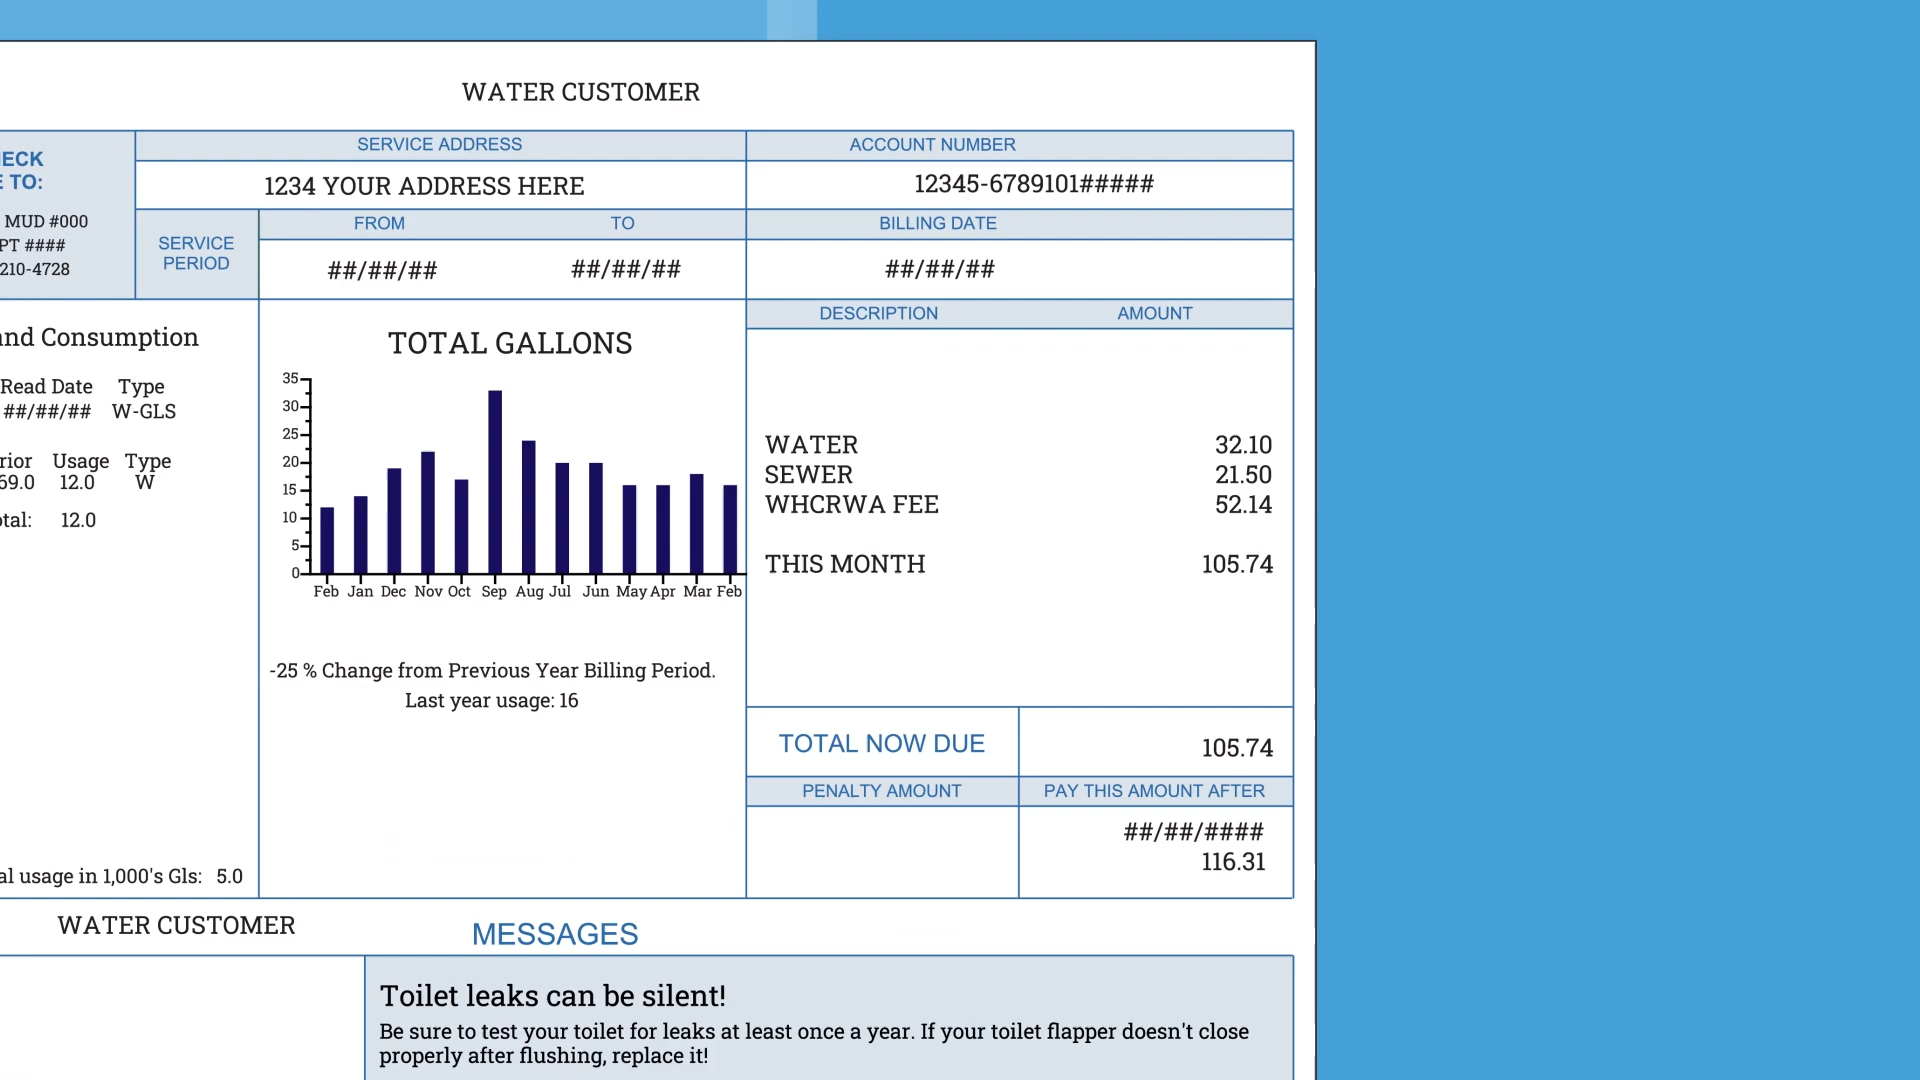 WATER CUSTOMER
SERVICE ADDRESS
ACCOUNT NUMBER
TO:
1234 YOUR ADDRESS HERE
12345-6789101#####
MUD #000
####
210-4728
SERVICE
PERIOD
FROM
TO
BILLING DATE
##/##/##
##/##/##
##/##/##
Consumption
Read Date Type
##/##/## W-GLS
Usage Type
69.0 12.0 W
12.0
TOTAL GALLONS
35
30
25
20
15
10
5
0
Feb Jan Dec Nov Oct Sep Aug Jul Jun May Apr Mar Feb
-25 % Change from Previous Year Billing Period.
Last year usage: 16
DESCRIPTION AMOUNT
WATER 32.10
SEWER 21.50
WHCRWA FEE 52.14
THIS MONTH 105.74
TOTAL NOW DUE 105.74
PENALTY AMOUNT
PAY THIS AMOUNT AFTER
##/##/####
116.31
usage in 1,000's Gls: 5.0
WATER CUSTOMER
MESSAGES
Toilet leaks can be silent!
Be sure to test your toilet for leaks at least once a year. If your toilet flapper doesn't close
properly after flushing, replace it!